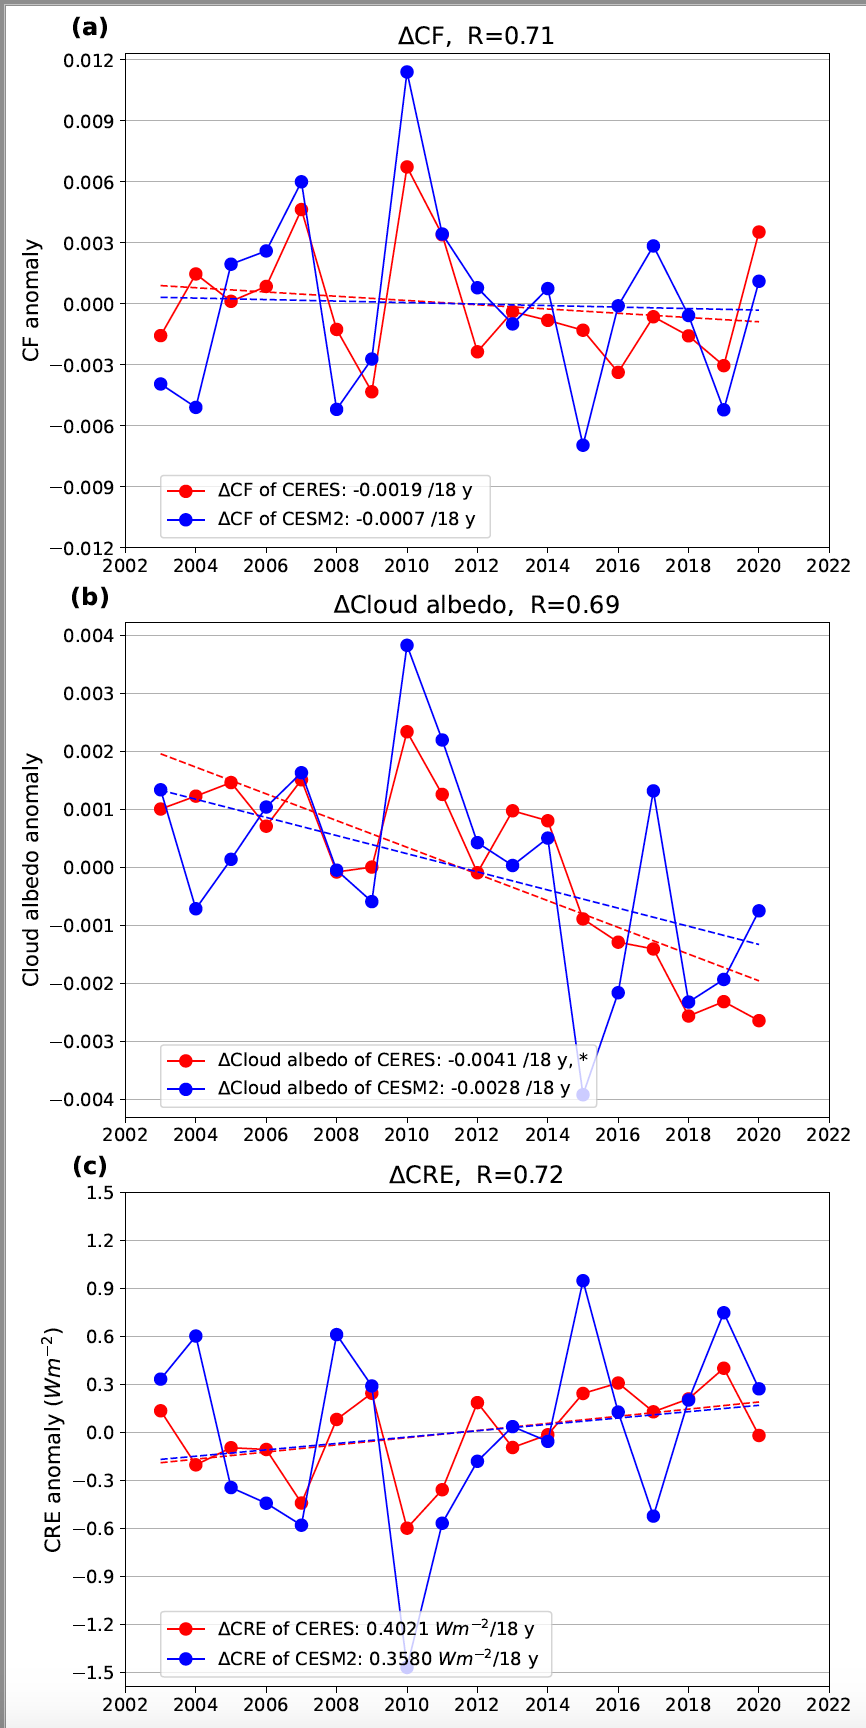 (a)
ΔCF, R=0.71
0.012
0.009
0.006
0.003
0.000
−0.003
−0.006
−0.009
−0.012
CF anomaly
ΔCF of CERES: -0.0019 /18 y
ΔCF of CESM2: -0.0007 /18 y
2002 2004 2006 2008 2010 2012 2014 2016 2018 2020 2022
(b)
ΔCloud albedo, R=0.69
0.004
0.003
0.002
0.001
0.000
−0.001
−0.002
−0.003
−0.004
Cloud albedo anomaly
ΔCloud albedo of CERES: -0.0041 /18 y, *
ΔCloud albedo of CESM2: -0.0028 /18 y
2002 2004 2006 2008 2010 2012 2014 2016 2018 2020 2022
(c)
ΔCRE, R=0.72
1.5
1.2
0.9
0.6
0.3
0.0
−0.3
−0.6
−0.9
−1.2
−1.5
CRE anomaly (Wm⁻²)
ΔCRE of CERES: 0.4021 Wm⁻²/18 y
ΔCRE of CESM2: 0.3580 Wm⁻²/18 y
2002 2004 2006 2008 2010 2012 2014 2016 2018 2020 2022